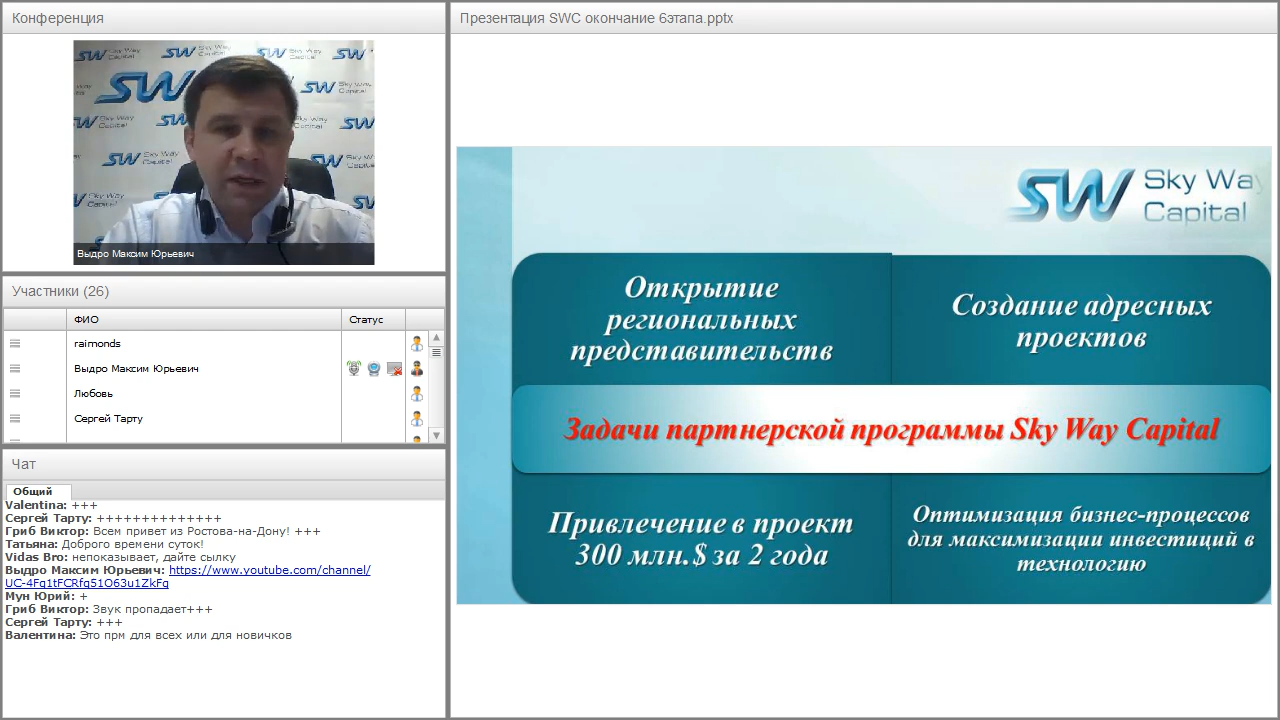 Конференция
SW Sky Way Capital
Выдро Максим Юрьевич
Участники (26)
ФИО Статус
raimonds
Выдро Максим Юрьевич
Любовь
Сергей Тарту
Чат
Общий
Valentina: +++
Сергей Тарту: ++++++++++++++
Гриб Виктор: Всем привет из Ростова-на-Дону! +++
Татьяна: Доброго времени суток!
Vidas Bro: непоказывает, дайте сылку
Выдро Максим Юрьевич: https://www.youtube.com/channel/
UC-4Fg1tFCRfg51O63u1ZkFg
Мун Юрий: +
Гриб Виктор: Звук пропадает+++
Сергей Тарту: +++
Валентина: Это прм для всех или для новичков
Презентация SWC окончание 6этапа.pptx
SW Sky Way
Capital
Открытие
региональных
представительств
Создание адресных
проектов
Задачи партнерской программы Sky Way Capital
Привлечение в проект
300 млн.$ за 2 года
Оптимизация бизнес-процессов
для максимизации инвестиций в
технологию